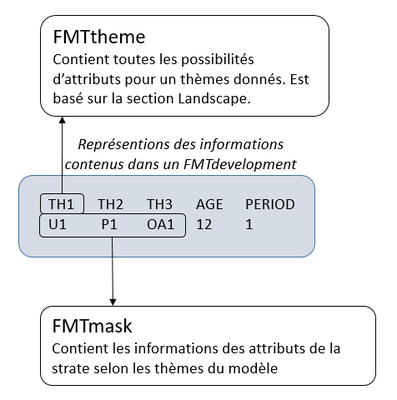 FMTtheme
Contient toutes les possibilités
d'attributs pour un thèmes donnés. Est
basé sur la section Landscape.
Représentions des informations
contenus dans un FMTdevelopment
TH1 TH2 TH3 AGE PERIOD
U1 P1 OA1 12 1
FMTmask
Contient les informations des attributs de la
strate selon les thèmes du modèle